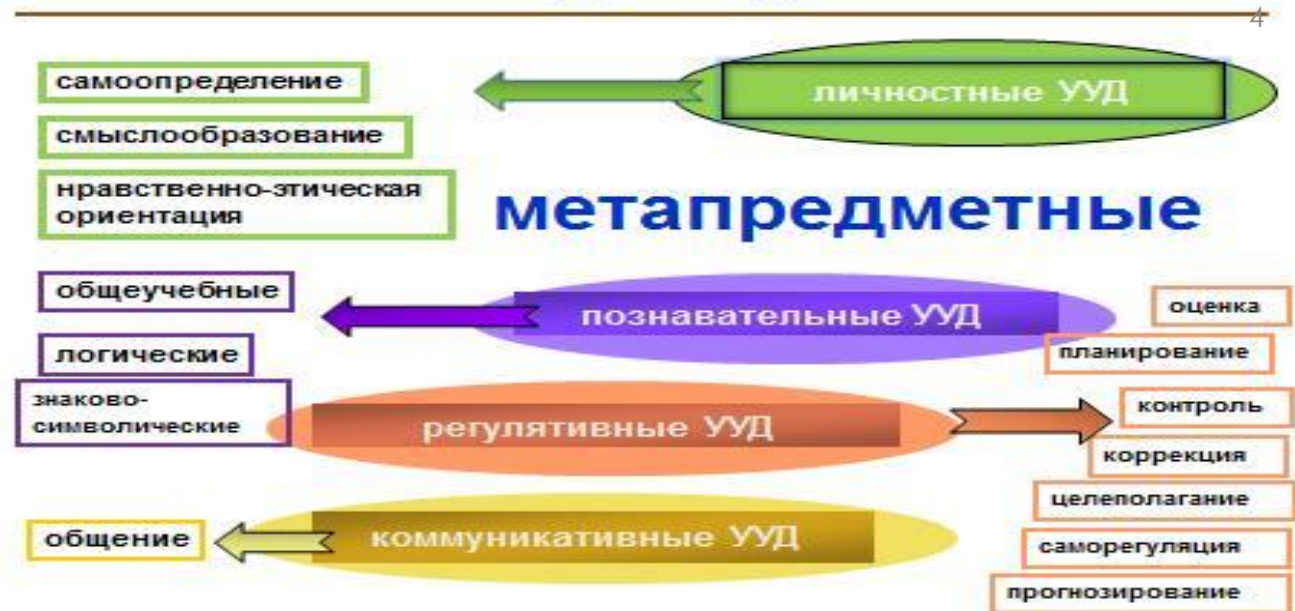 4
самоопределение
личностные УУД
смыслообразование
нравственно-этическая
ориентация
метапредметные
общеучебные
познавательные УУД
оценка
логические
планирование
знаково-
символические
регулятивные УУД
контроль
коррекция
целеполагание
общение
коммуникативные УУД
саморегуляция
прогнозирование